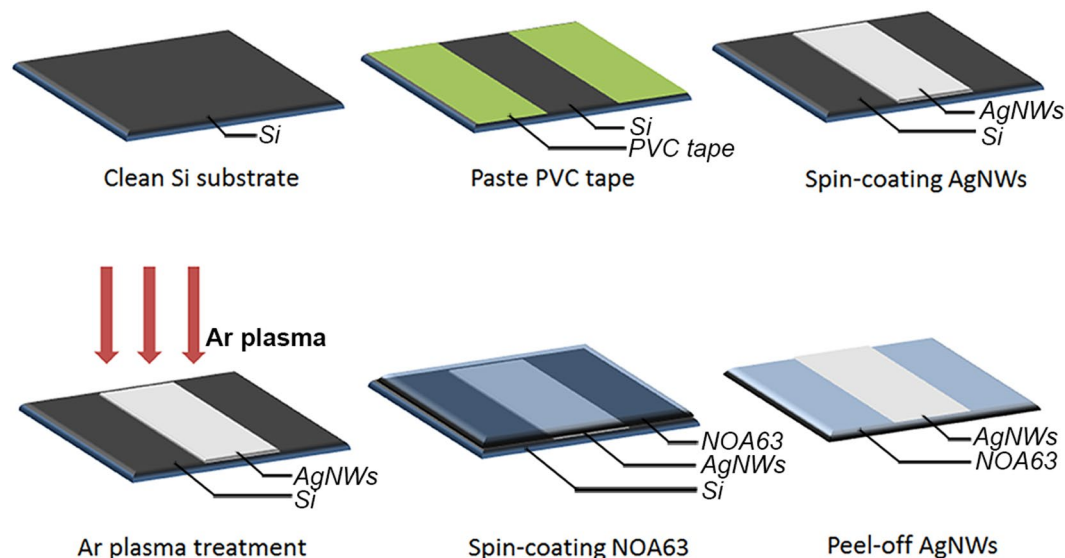 Si
Clean Si substrate
Si
PVC tape
Paste PVC tape
AgNWs
Si
Spin-coating AgNWs
Ar plasma
AgNWs
Si
Ar plasma treatment
NOA63
AgNWs
Si
Spin-coating NOA63
AgNWs
NOA63
Peel-off AgNWs